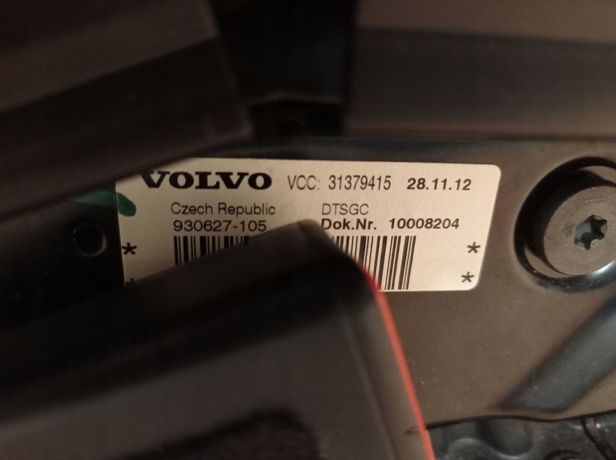 VOLVO VCC: 31379415 28.11.12
Czech Republic DTSGC
930627-105 Dok.Nr. 10008204
* *
* *